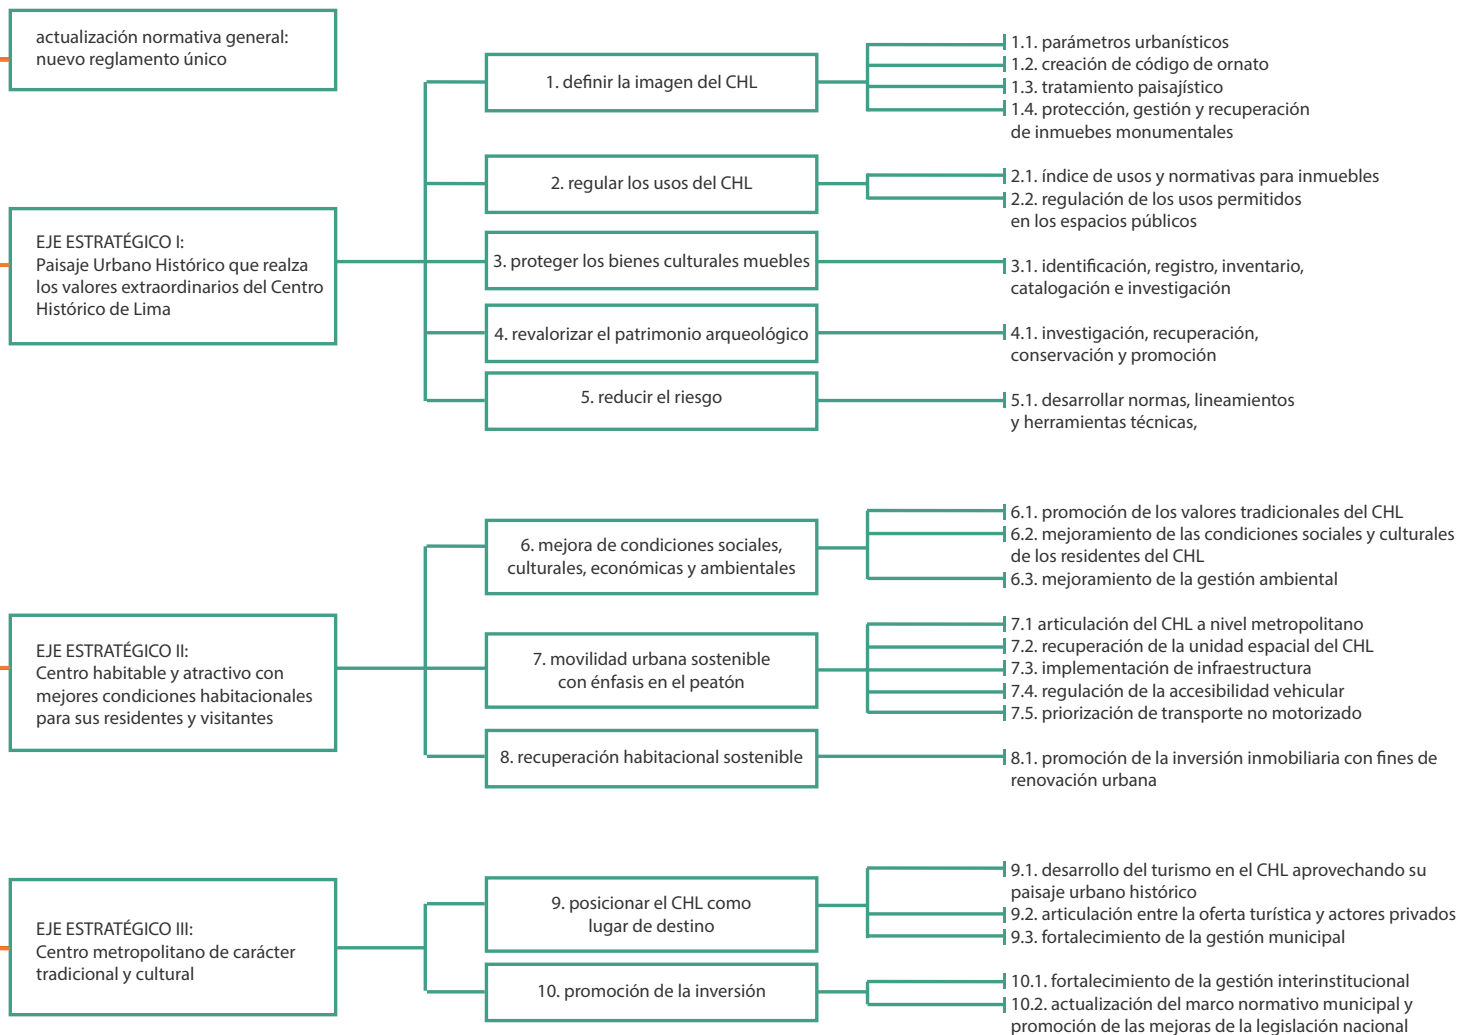 actualización normativa general:
nuevo reglamento único
EJE ESTRATÉGICO I:
Paisaje Urbano Histórico que realza
los valores extraordinarios del Centro
Histórico de Lima
1. definir la imagen del CHL
1.1. parámetros urbanísticos
1.2. creación de código de ornato
1.3. tratamiento paisajístico
1.4. protección, gestión y recuperación
de inmuebes monumentales
2. regular los usos del CHL
2.1. índice de usos y normativas para inmuebles
2.2. regulación de los usos permitidos
en los espacios públicos
3. proteger los bienes culturales muebles
3.1. identificación, registro, inventario,
catalogación e investigación
4. revalorizar el patrimonio arqueológico
4.1. investigación, recuperación,
conservación y promoción
5. reducir el riesgo
5.1. desarrollar normas, lineamientos
y herramientas técnicas,
EJE ESTRATÉGICO II:
Centro habitable y atractivo con
mejores condiciones habitacionales
para sus residentes y visitantes
6. mejora de condiciones sociales,
culturales, económicas y ambientales
6.1. promoción de los valores tradicionales del CHL
6.2. mejoramiento de las condiciones sociales y culturales
de los residentes del CHL
6.3. mejoramiento de la gestión ambiental
7. movilidad urbana sostenible
con énfasis en el peatón
7.1 articulación del CHL a nivel metropolitano
7.2. recuperación de la unidad espacial del CHL
7.3. implementación de infraestructura
7.4. regulación de la accesibilidad vehicular
7.5. priorización de transporte no motorizado
8. recuperación habitacional sostenible
8.1. promoción de la inversión inmobiliaria con fines de
renovación urbana
EJE ESTRATÉGICO III:
Centro metropolitano de carácter
tradicional y cultural
9. posicionar el CHL como
lugar de destino
9.1. desarrollo del turismo en el CHL aprovechando su
paisaje urbano histórico
9.2. articulación entre la oferta turística y actores privados
9.3. fortalecimiento de la gestión municipal
10. promoción de la inversión
10.1. fortalecimiento de la gestión interinstitucional
10.2. actualización del marco normativo municipal y
promoción de las mejoras de la legislación nacional